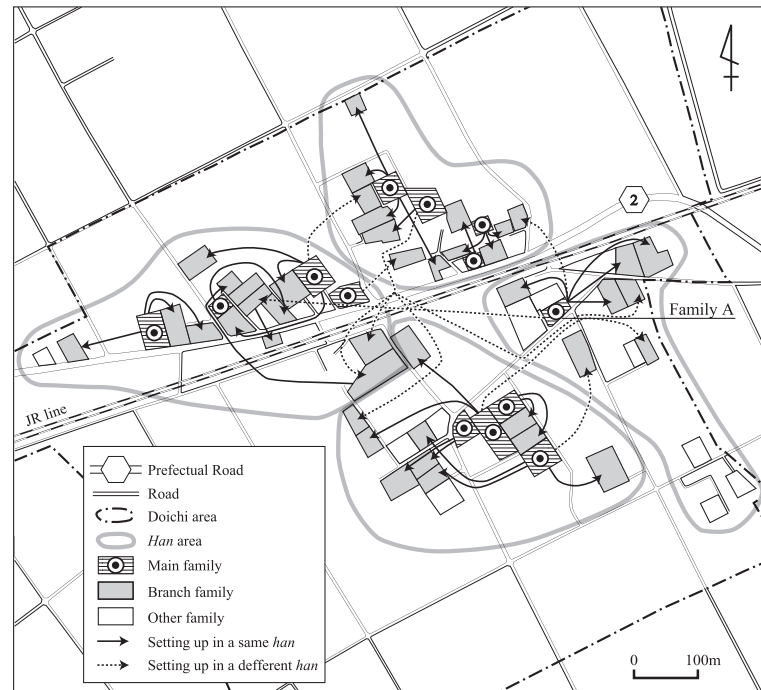 2
Family A
JR line
Prefectual Road
Road
Doichi area
Han area
Main family
Branch family
Other family
Setting up in a same han
Setting up in a defferent han
0 100m